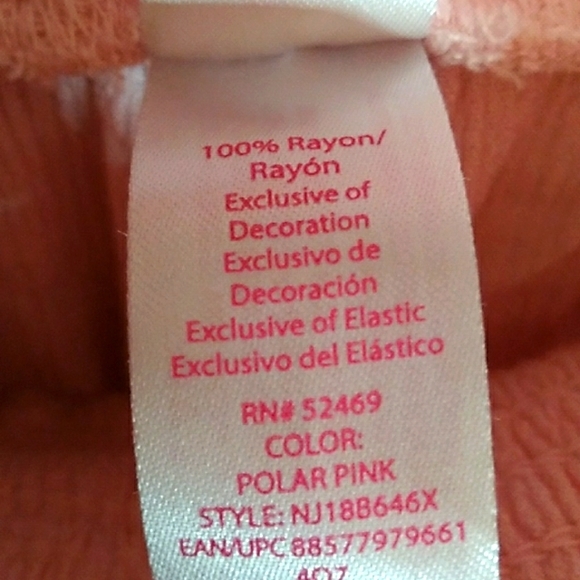 100% Rayon/
Rayón
Exclusive of
Decoration
Exclusivo de
Decoración
Exclusive of Elastic
Exclusivo del Elástico
RN# 52469
COLOR:
POLAR PINK
STYLE: NJ18B646X
EAN/UPC 88577979661
407